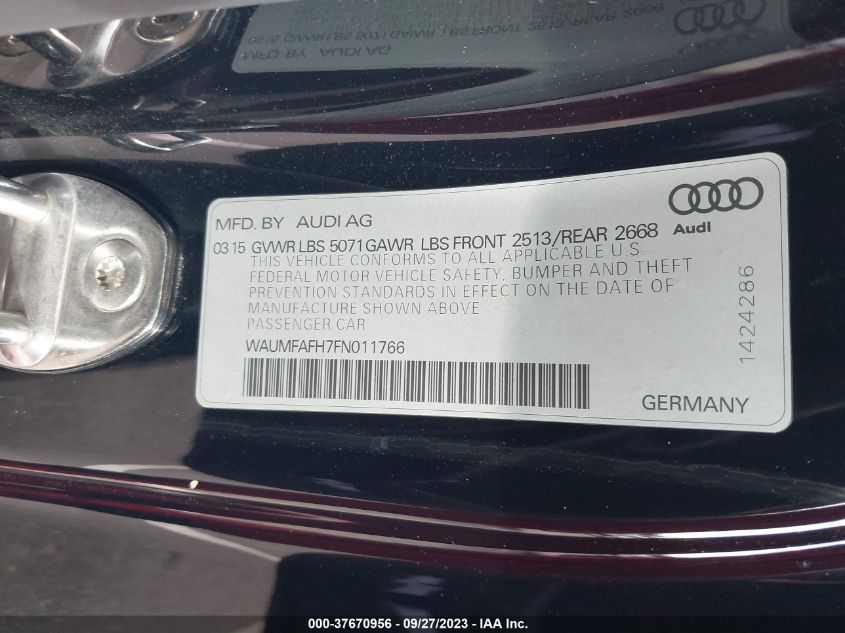 MFD. BY AUDI AG
03 15 GVWR LBS 5071 GAWR LBS FRONT 2513/REAR 2668
THIS VEHICLE CONFORMS TO ALL APPLICABLE U.S.
FEDERAL MOTOR VEHICLE SAFETY, BUMPER AND THEFT
PREVENTION STANDARDS IN EFFECT ON THE DATE OF
MANUFACTURE SHOWN ABOVE
PASSENGER CAR
WAUMFAFH7FN011766
GERMANY
Audi
1424286
000-37670956 - 09/27/2023 - IAA Inc.